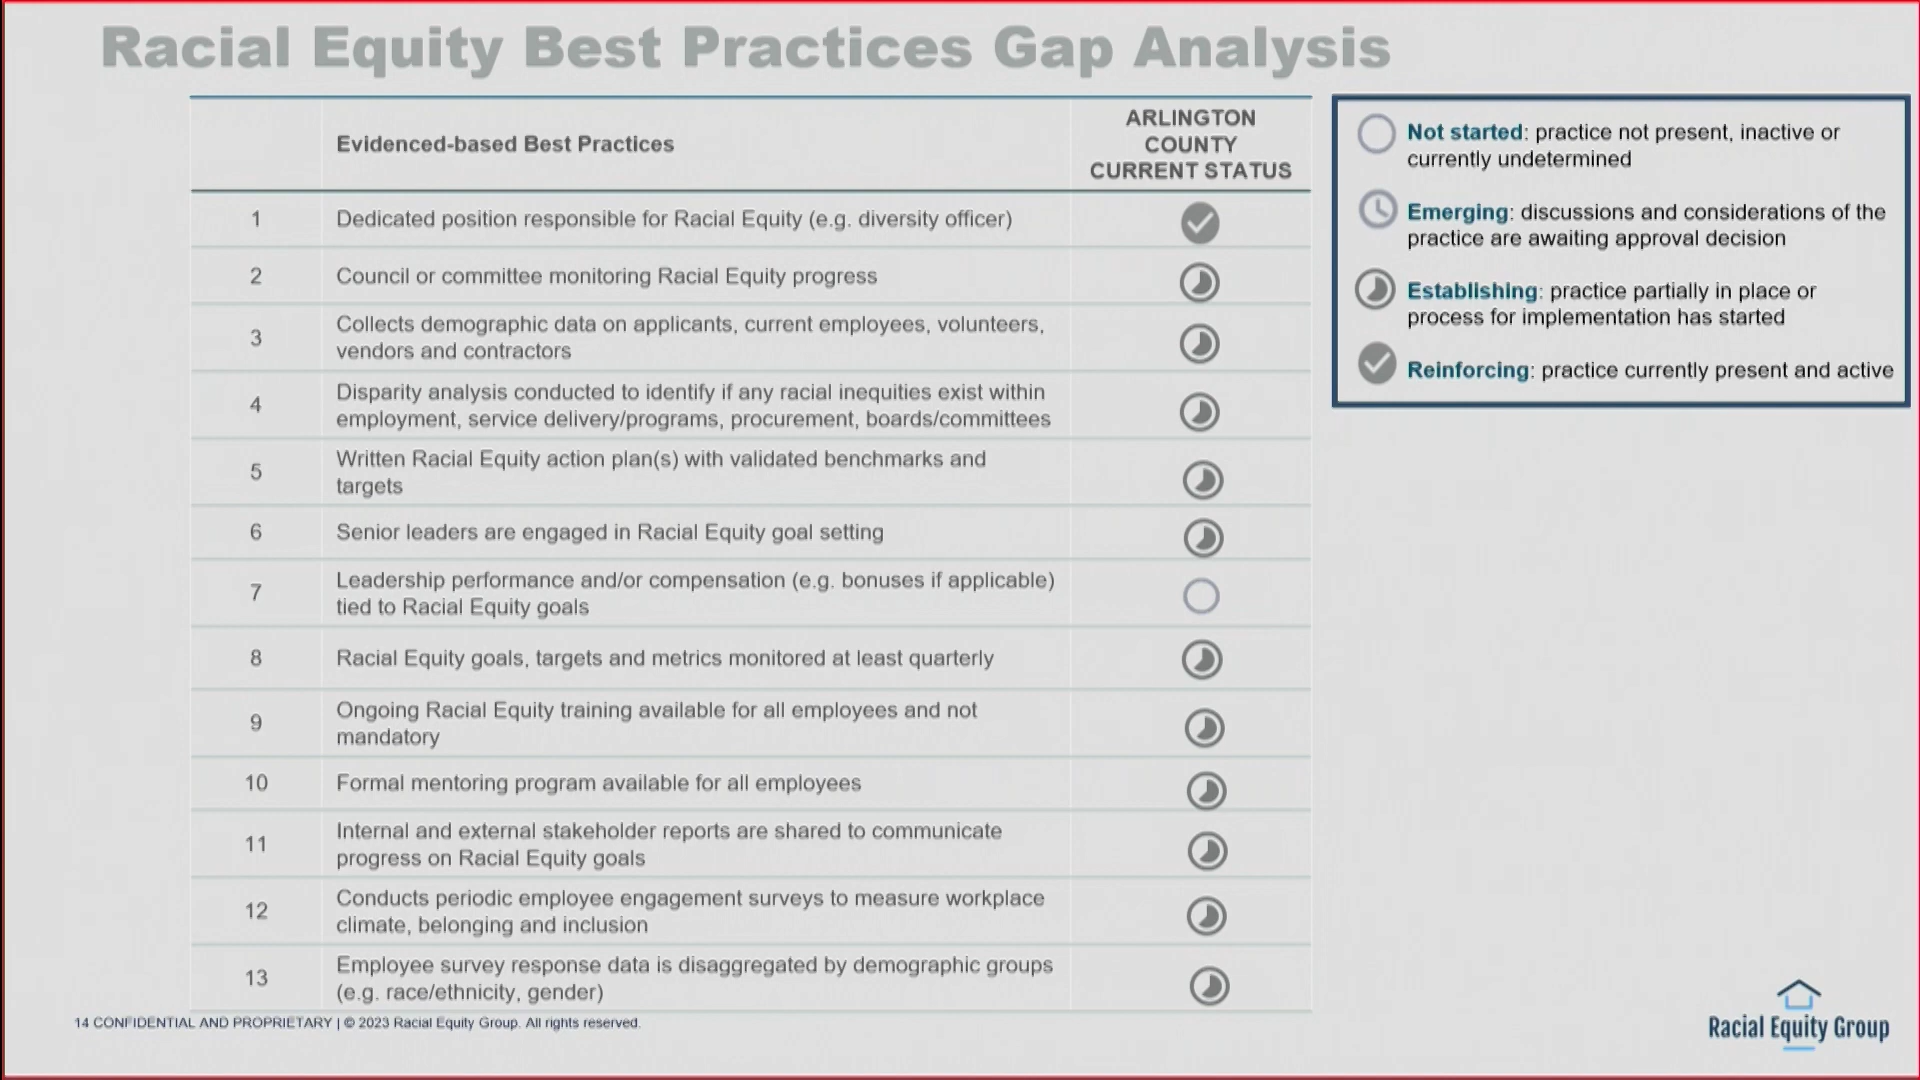 Racial Equity Best Practices Gap Analysis
Evidenced-based Best Practices
ARLINGTON
COUNTY
CURRENT STATUS
1
Dedicated position responsible for Racial Equity (e.g. diversity officer)
2
Council or committee monitoring Racial Equity progress
3
Collects demographic data on applicants, current employees, volunteers,
vendors and contractors
4
Disparity analysis conducted to identify if any racial inequities exist within
employment, service delivery/programs, procurement, boards/committees
5
Written Racial Equity action plan(s) with validated benchmarks and
targets
6
Senior leaders are engaged in Racial Equity goal setting
7
Leadership performance and/or compensation (e.g. bonuses if applicable)
tied to Racial Equity goals
8
Racial Equity goals, targets and metrics monitored at least quarterly
9
Ongoing Racial Equity training available for all employees and not
mandatory
10
Formal mentoring program available for all employees
11
Internal and external stakeholder reports are shared to communicate
progress on Racial Equity goals
12
Conducts periodic employee engagement surveys to measure workplace
climate, belonging and inclusion
13
Employee survey response data is disaggregated by demographic groups
(e.g. race/ethnicity, gender)
Not started: practice not present, inactive or
currently undetermined
Emerging: discussions and considerations of the
practice are awaiting approval decision
Establishing: practice partially in place or
process for implementation has started
Reinforcing: practice currently present and active
14 CONFIDENTIAL AND PROPRIETARY | © 2023 Racial Equity Group. All rights reserved.
Racial Equity Group